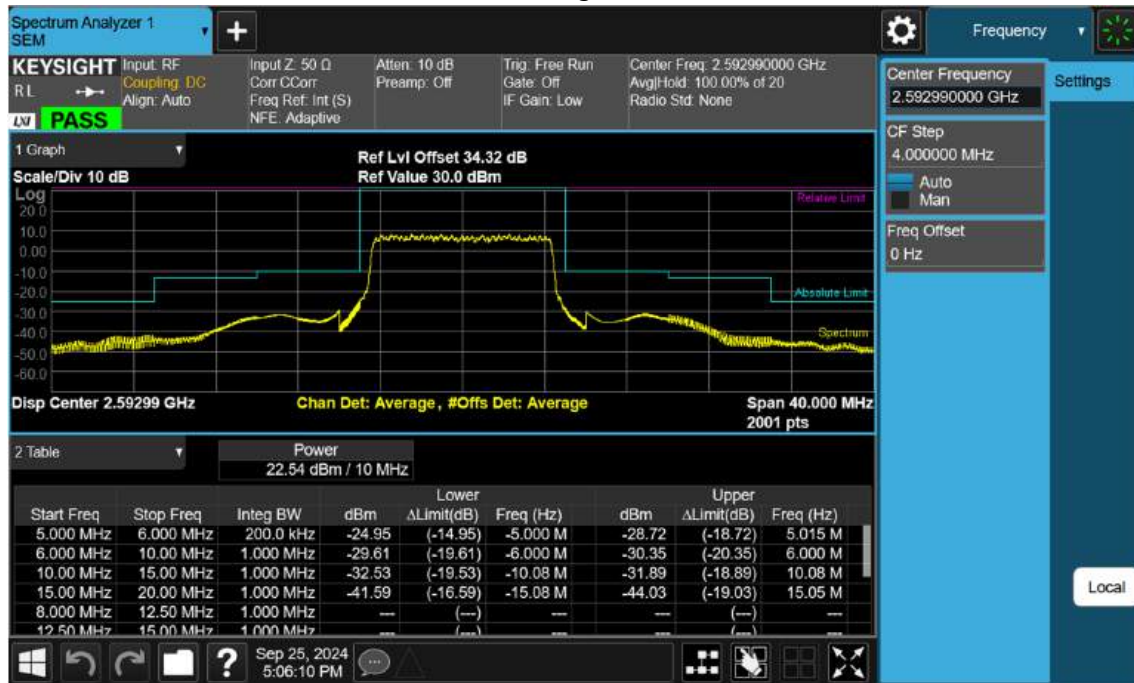 Spectrum Analyzer 1
SEM
Frequency
KEYSIGHT
R L
LXI
PASS
Input: RF
Coupling: DC
Align: Auto
Input Z: 50 Ω
Corr CCorr
Freq Ref: Int (S)
NFE: Adaptive
Atten: 10 dB
Preamp: Off
Trig: Free Run
Gate: Off
IF Gain: Low
Center Freq: 2.592990000 GHz
Avg|Hold: 100.00% of 20
Radio Std: None
Center Frequency
2.592990000 GHz
Settings
CF Step
4.000000 MHz
Auto
Man
Freq Offset
0 Hz
Local
1 Graph
Scale/Div 10 dB
Ref Lvl Offset 34.32 dB
Ref Value 30.0 dBm
Log
20.0
10.0
0.00
-10.0
-20.0
-30.0
-40.0
-50.0
-60.0
Relative Limit
Absolute Limit
Spectrum
Disp Center 2.59299 GHz
Chan Det: Average, #Offs Det: Average
Span 40.000 MHz
2001 pts
2 Table
Power
22.54 dBm / 10 MHz
Lower Upper
Start Freq Stop Freq Integ BW dBm ΔLimit(dB) Freq (Hz) dBm ΔLimit(dB) Freq (Hz)
5.000 MHz 6.000 MHz 200.0 kHz -24.95 (-14.95) -5.000 M -28.72 (-18.72) 5.015 M
6.000 MHz 10.00 MHz 1.000 MHz -29.61 (-19.61) -6.000 M -30.35 (-20.35) 6.000 M
10.00 MHz 15.00 MHz 1.000 MHz -32.53 (-19.53) -10.08 M -31.89 (-18.89) 10.08 M
15.00 MHz 20.00 MHz 1.000 MHz -41.59 (-16.59) -15.08 M -44.03 (-19.03) 15.05 M
8.000 MHz 12.50 MHz 1.000 MHz --- (---) --- --- (---) ---
12.50 MHz 15.00 MHz 1.000 MHz --- (---) --- --- (---) ---
?
Sep 25, 2024
5:06:10 PM